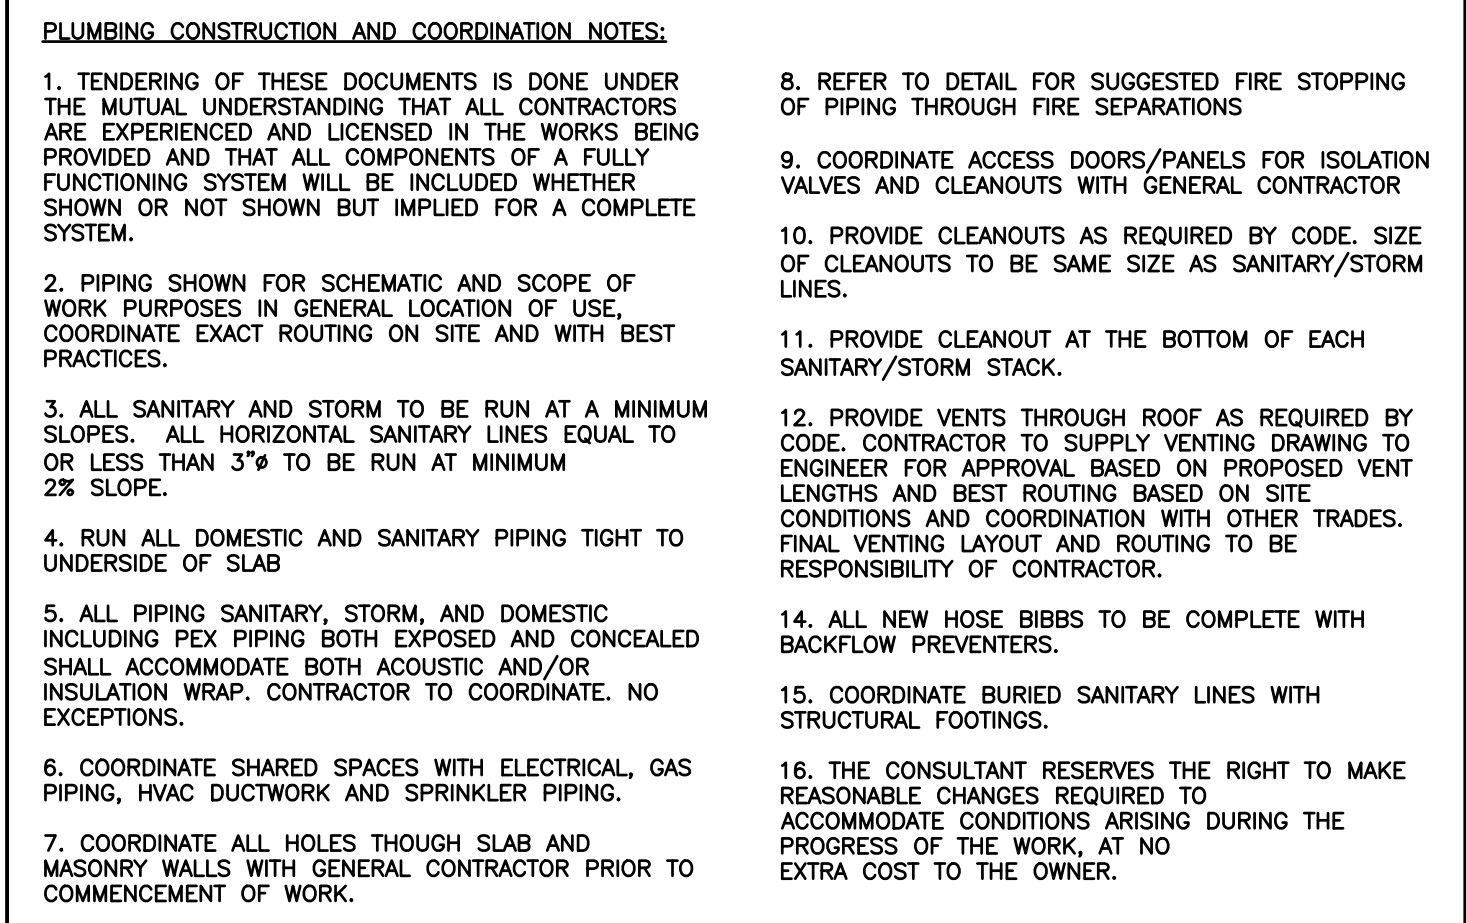 PLUMBING CONSTRUCTION AND COORDINATION NOTES:
1. TENDERING OF THESE DOCUMENTS IS DONE UNDER
THE MUTUAL UNDERSTANDING THAT ALL CONTRACTORS
ARE EXPERIENCED AND LICENSED IN THE WORKS BEING
PROVIDED AND THAT ALL COMPONENTS OF A FULLY
FUNCTIONING SYSTEM WILL BE INCLUDED WHETHER
SHOWN OR NOT SHOWN BUT IMPLIED FOR A COMPLETE
SYSTEM.
2. PIPING SHOWN FOR SCHEMATIC AND SCOPE OF
WORK PURPOSES IN GENERAL LOCATION OF USE,
COORDINATE EXACT ROUTING ON SITE AND WITH BEST
PRACTICES.
3. ALL SANITARY AND STORM TO BE RUN AT A MINIMUM
SLOPES. ALL HORIZONTAL SANITARY LINES EQUAL TO
OR LESS THAN 3"ø TO BE RUN AT MINIMUM
2% SLOPE.
4. RUN ALL DOMESTIC AND SANITARY PIPING TIGHT TO
UNDERSIDE OF SLAB
5. ALL PIPING SANITARY, STORM, AND DOMESTIC
INCLUDING PEX PIPING BOTH EXPOSED AND CONCEALED
SHALL ACCOMMODATE BOTH ACOUSTIC AND/OR
INSULATION WRAP. CONTRACTOR TO COORDINATE. NO
EXCEPTIONS.
6. COORDINATE SHARED SPACES WITH ELECTRICAL, GAS
PIPING, HVAC DUCTWORK AND SPRINKLER PIPING.
7. COORDINATE ALL HOLES THOUGH SLAB AND
MASONRY WALLS WITH GENERAL CONTRACTOR PRIOR TO
COMMENCEMENT OF WORK.
8. REFER TO DETAIL FOR SUGGESTED FIRE STOPPING
OF PIPING THROUGH FIRE SEPARATIONS
9. COORDINATE ACCESS DOORS/PANELS FOR ISOLATION
VALVES AND CLEANOUTS WITH GENERAL CONTRACTOR
10. PROVIDE CLEANOUTS AS REQUIRED BY CODE. SIZE
OF CLEANOUTS TO BE SAME SIZE AS SANITARY/STORM
LINES.
11. PROVIDE CLEANOUT AT THE BOTTOM OF EACH
SANITARY/STORM STACK.
12. PROVIDE VENTS THROUGH ROOF AS REQUIRED BY
CODE. CONTRACTOR TO SUPPLY VENTING DRAWING TO
ENGINEER FOR APPROVAL BASED ON PROPOSED VENT
LENGTHS AND BEST ROUTING BASED ON SITE
CONDITIONS AND COORDINATION WITH OTHER TRADES.
FINAL VENTING LAYOUT AND ROUTING TO BE
RESPONSIBILITY OF CONTRACTOR.
14. ALL NEW HOSE BIBBS TO BE COMPLETE WITH
BACKFLOW PREVENTERS.
15. COORDINATE BURIED SANITARY LINES WITH
STRUCTURAL FOOTINGS.
16. THE CONSULTANT RESERVES THE RIGHT TO MAKE
REASONABLE CHANGES REQUIRED TO
ACCOMMODATE CONDITIONS ARISING DURING THE
PROGRESS OF THE WORK, AT NO
EXTRA COST TO THE OWNER.